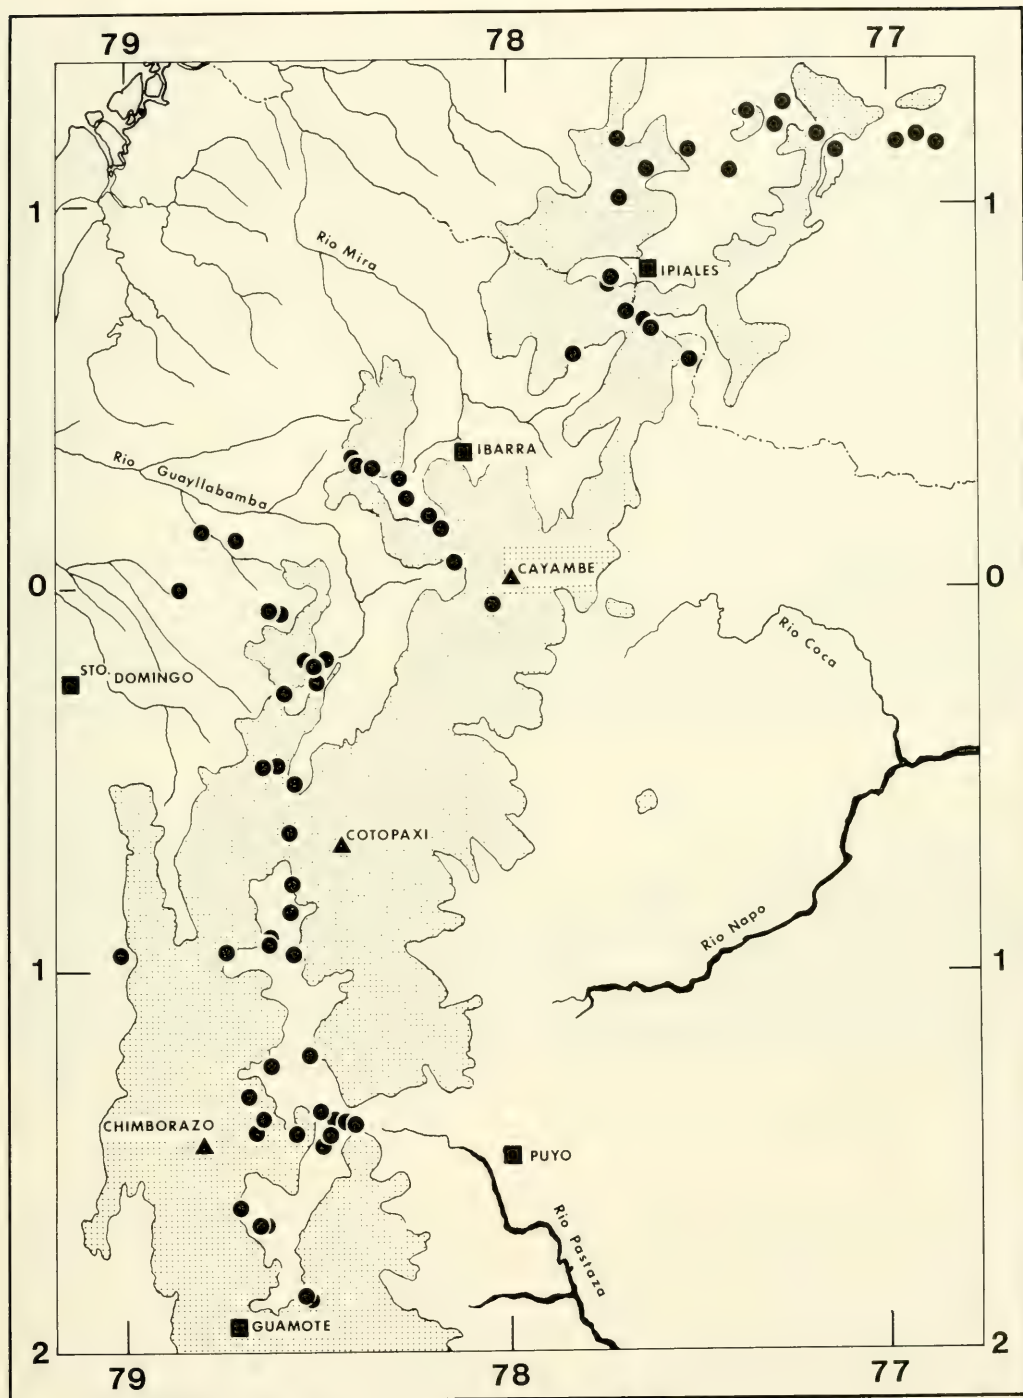 79 78 77
1 1
Rio Mira
IPIALES
IBARRA
Rio Guayllabamba
CAYAMBE
0 0
Rio Coca
STO. DOMINGO
COTOPAXI
Rio Napo
1 1
CHIMBORAZO
PUYO
Rio Pastaza
GUAMOTE
2 2
79 78 77